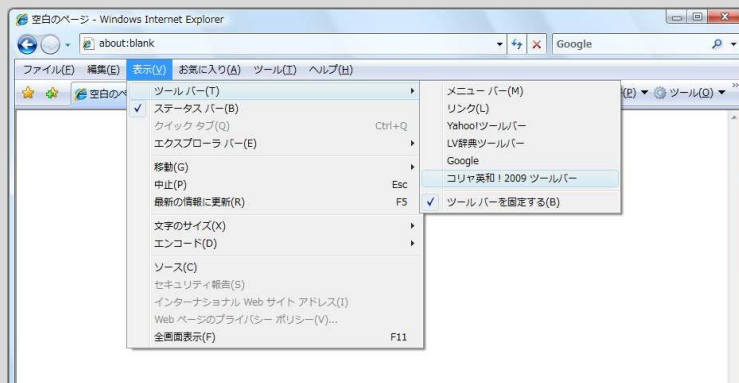 空白のページ - Windows Internet Explorer
about:blank
Google
ファイル(F) 編集(E) 表示(V) お気に入り(A) ツール(T) ヘルプ(H)
空白のペ
(P) ツール(O)
ツール バー(T)
ステータス バー(B)
クイック タブ(Q) Ctrl+Q
エクスプローラ バー(E)
移動(G)
中止(P) Esc
最新の情報に更新(R) F5
文字のサイズ(X)
エンコード(D)
ソース(C)
セキュリティ報告(S)
インターナショナル Web サイト アドレス(I)
Web ページのプライバシー ポリシー(V)...
全画面表示(F) F11
メニュー バー(M)
リンク(L)
Yahoo!ツールバー
LV辞典ツールバー
Google
コリャ英和！2009 ツールバー
ツール バーを固定する(B)